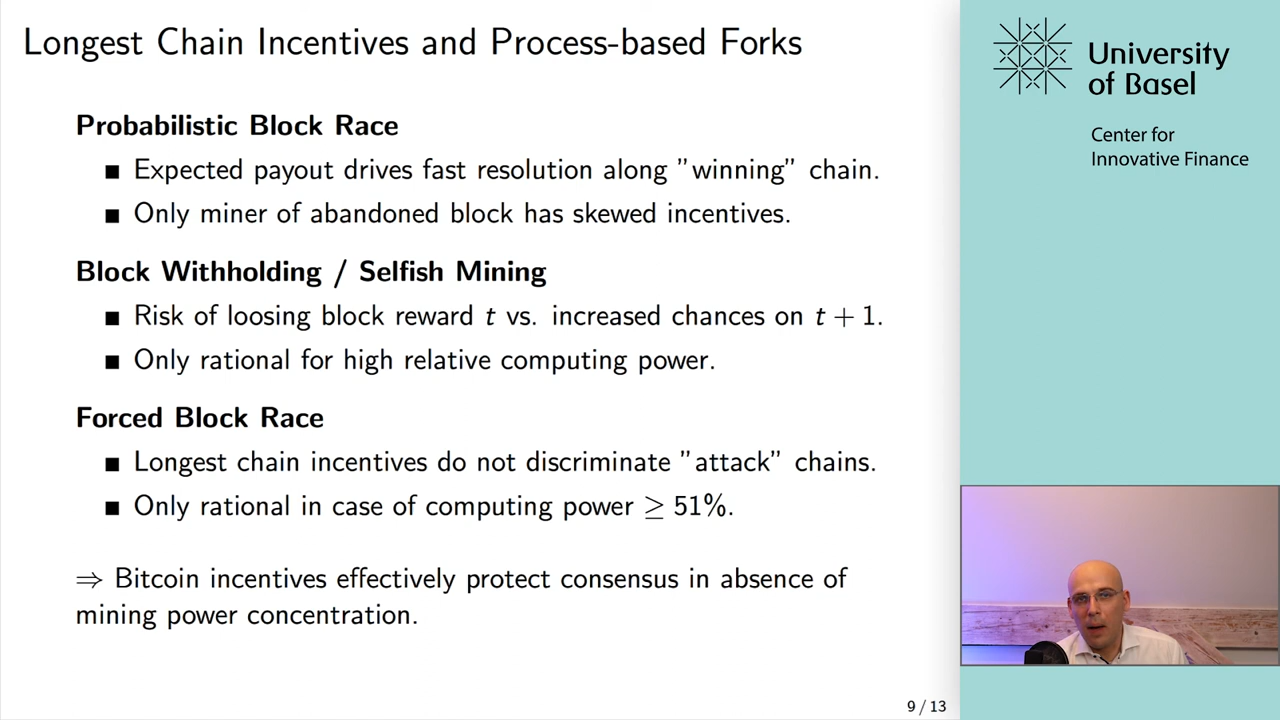 Longest Chain Incentives and Process-based Forks
Probabilistic Block Race
■ Expected payout drives fast resolution along ”winning” chain.
■ Only miner of abandoned block has skewed incentives.
Block Withholding / Selfish Mining
■ Risk of loosing block reward t vs. increased chances on t + 1.
■ Only rational for high relative computing power.
Forced Block Race
■ Longest chain incentives do not discriminate ”attack” chains.
■ Only rational in case of computing power ≥ 51%.
⇒ Bitcoin incentives effectively protect consensus in absence of
mining power concentration.
9 / 13
University
of Basel
Center for
Innovative Finance